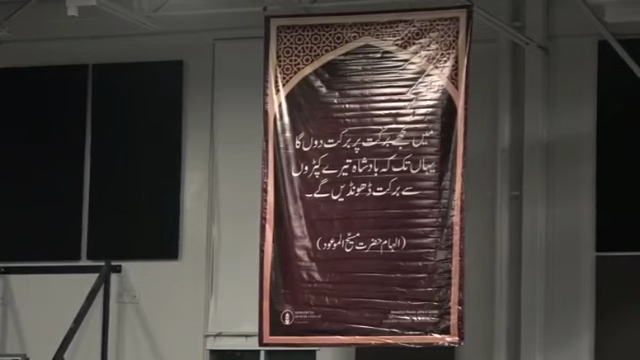 میں تجھے برکت پر برکت دوں گا
یہاں تک کہ بادشاہ تیرے کپڑوں
سے برکت ڈھونڈیں گے۔
(الہام حضرت مسیح الموعود)